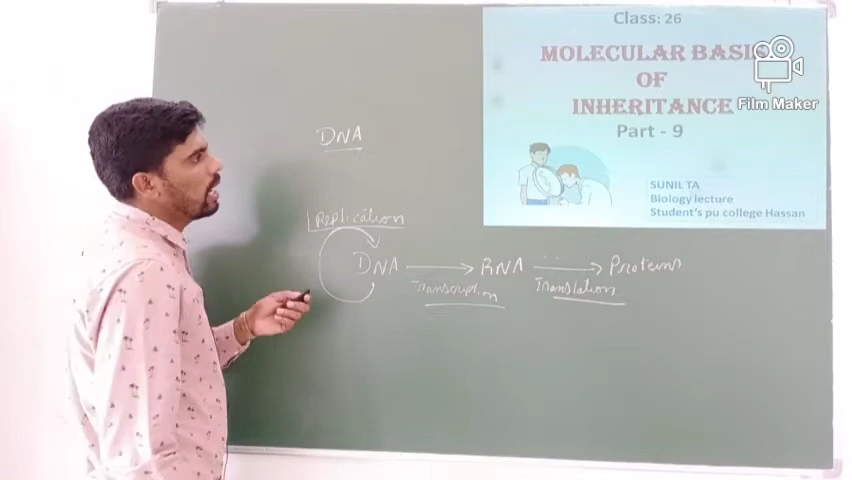 Class: 26
MOLECULAR BASIS
OF
INHERITANCE
Film Maker
Part - 9
SUNIL TA
Biology lecture
Student's pu college Hassan
DNA
Replication
DNA → RNA → Proteins
Transcription Translation